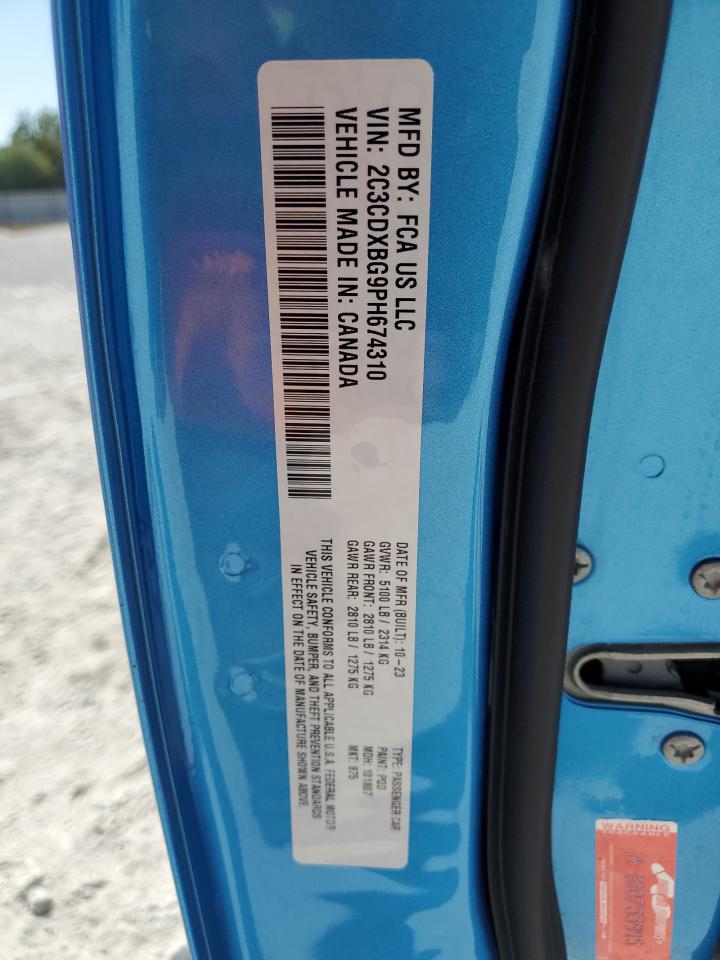 MFD BY: FCA US LLC
VIN: 2C3CDXBG9PH674310
VEHICLE MADE IN: CANADA
DATE OF MFR (BUILT): 10-23
GVWR: 5100 LB / 2314 KG
GAWR FRONT: 2810 LB / 1275 KG
GAWR REAR: 2810 LB / 1275 KG
TYPE: PASSENGER CAR
PAINT: PQD
MDH: 101807
MKT: 875
THIS VEHICLE CONFORMS TO ALL APPLICABLE U.S.A. FEDERAL MOTOR
VEHICLE SAFETY, BUMPER, AND THEFT PREVENTION STANDARDS
IN EFFECT ON THE DATE OF MANUFACTURE SHOWN ABOVE.
WARNING
TRACEABLE